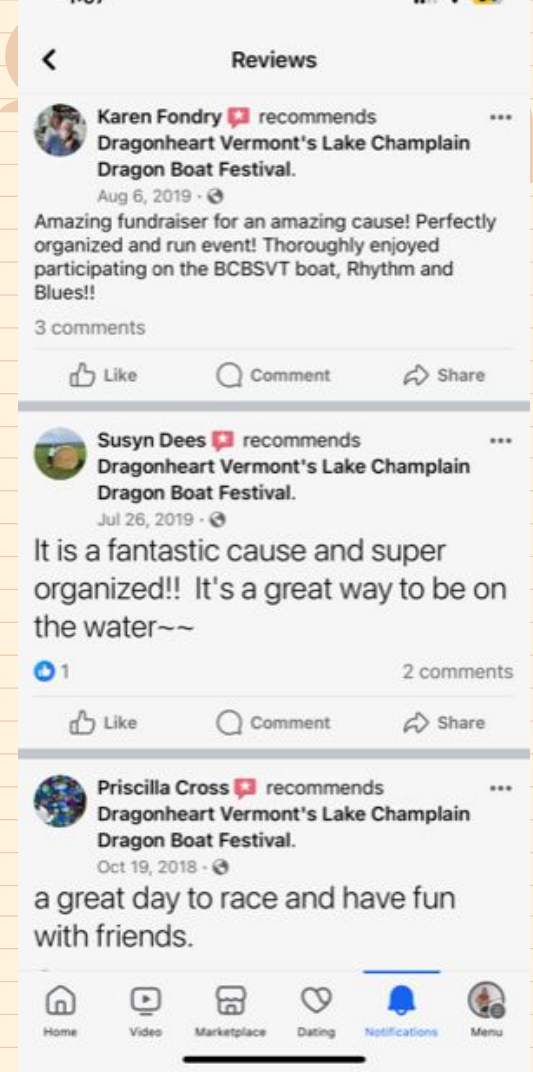 Reviews
Karen Fondry recommends
Dragonheart Vermont's Lake Champlain
Dragon Boat Festival.
Aug 6, 2019 ·
Amazing fundraiser for an amazing cause! Perfectly
organized and run event! Thoroughly enjoyed
participating on the BCBSVT boat, Rhythm and
Blues!!
3 comments
Like Comment Share
Susyn Dees recommends
Dragonheart Vermont's Lake Champlain
Dragon Boat Festival.
Jul 26, 2019 ·
It is a fantastic cause and super
organized!! It's a great way to be on
the water~~
1 2 comments
Like Comment Share
Priscilla Cross recommends
Dragonheart Vermont's Lake Champlain
Dragon Boat Festival.
Oct 19, 2018 ·
a great day to race and have fun
with friends.
Home Video Marketplace Dating Notifications Menu